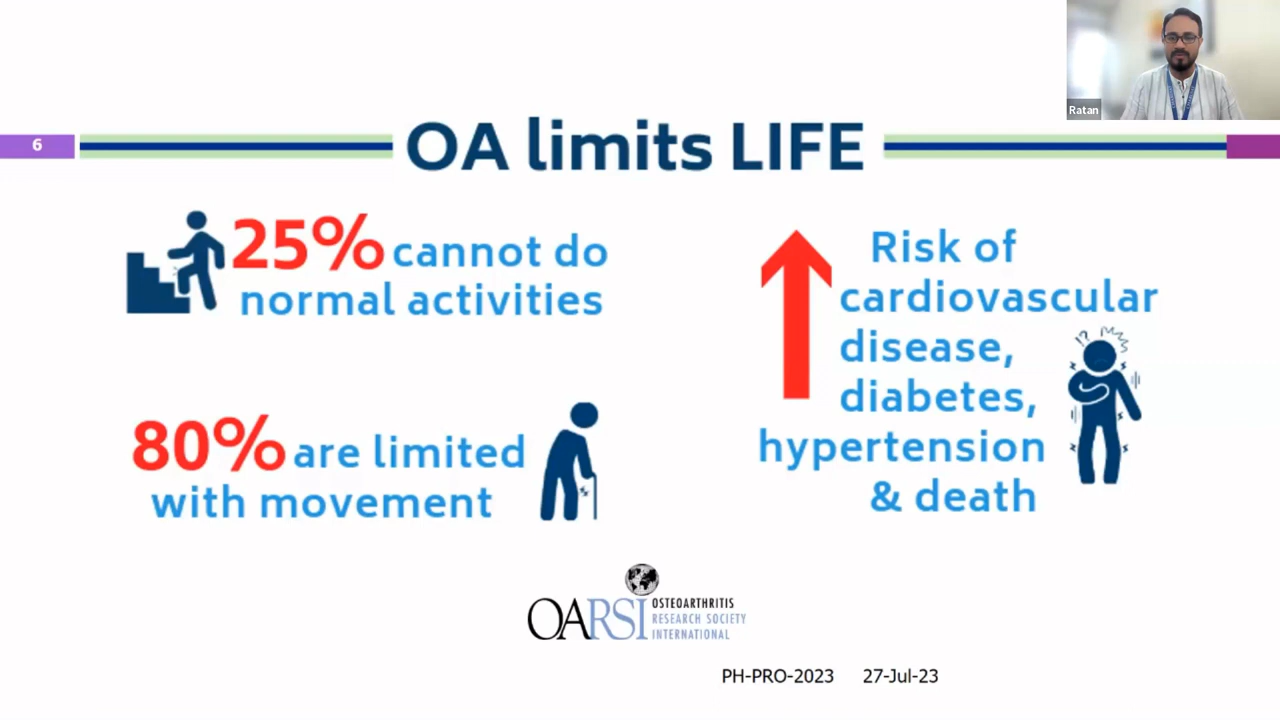 Ratan
6
OA limits LIFE
25% cannot do
normal activities
80% are limited
with movement
Risk of
cardiovascular
disease,
diabetes,
hypertension
& death
!?
OARSI
OSTEOARTHRITIS
RESEARCH SOCIETY
INTERNATIONAL
PH-PRO-2023 27-Jul-23